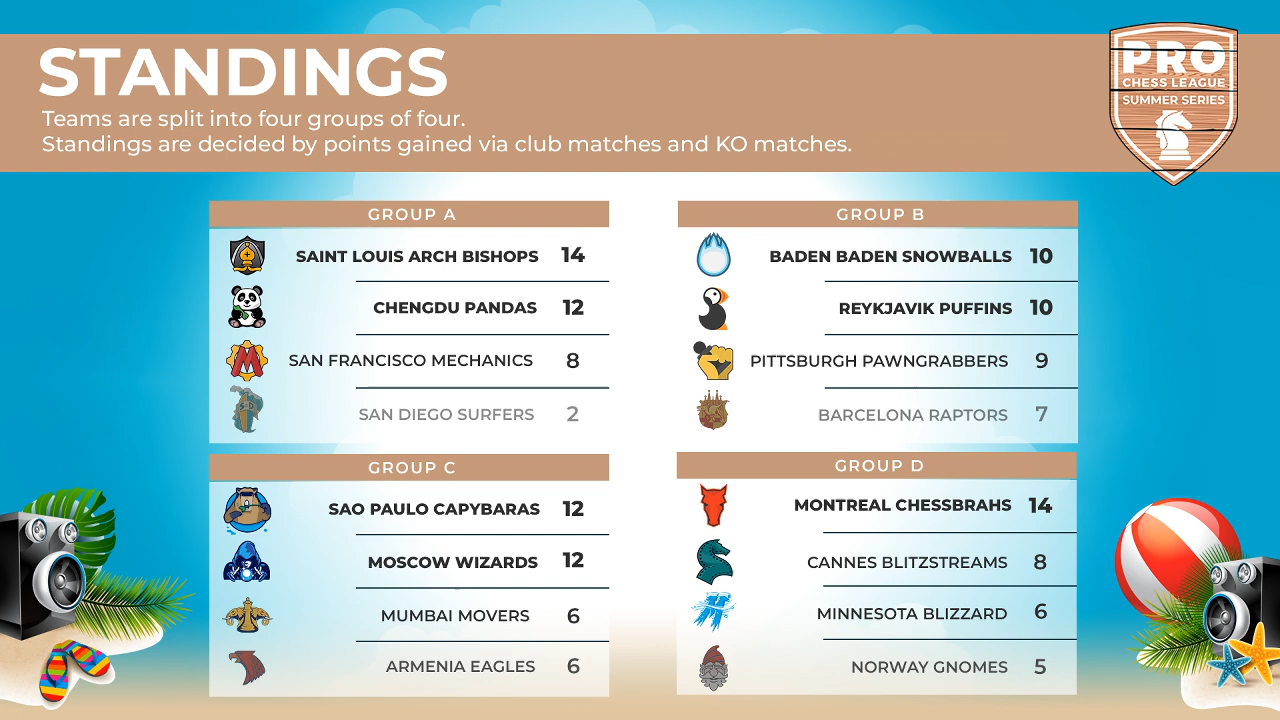 STANDINGS
Teams are split into four groups of four.
Standings are decided by points gained via club matches and KO matches.
PRO
CHESS LEAGUE
SUMMER SERIES
GROUP A
SAINT LOUIS ARCH BISHOPS 14
CHENGDU PANDAS 12
SAN FRANCISCO MECHANICS 8
SAN DIEGO SURFERS 2
GROUP B
BADEN BADEN SNOWBALLS 10
REYKJAVIK PUFFINS 10
PITTSBURGH PAWNGRABBERS 9
BARCELONA RAPTORS 7
GROUP C
SAO PAULO CAPYBARAS 12
MOSCOW WIZARDS 12
MUMBAI MOVERS 6
ARMENIA EAGLES 6
GROUP D
MONTREAL CHESSBRAHS 14
CANNES BLITZSTREAMS 8
MINNESOTA BLIZZARD 6
NORWAY GNOMES 5